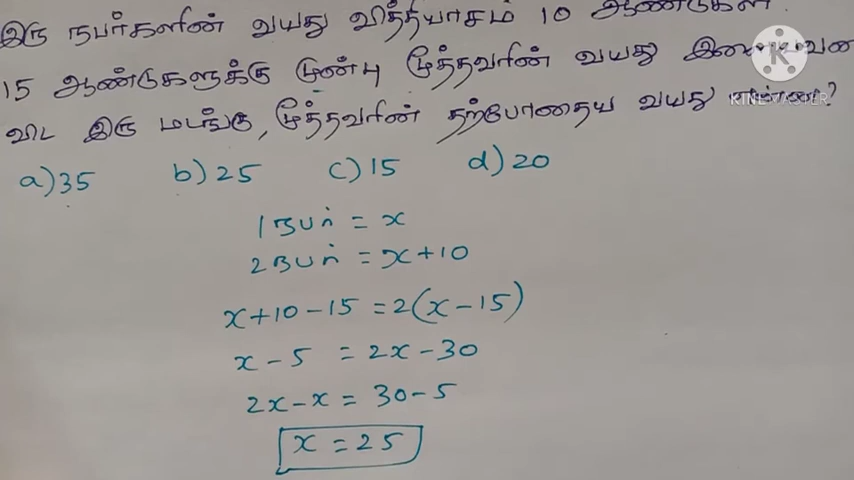 இரு நபர்களின் வயது வித்தியாசம் 10 ஆண்டுகள்.
15 ஆண்டுகளுக்கு முன்பு மூத்தவரின் வயது
விட இரு மடங்கு, மூத்தவரின் தற்போதைய வயது என்ன?
a) 35 b) 25 c) 15 d) 20
1 நபர் = x
2 நபர் = x + 10
x + 10 - 15 = 2(x - 15)
x - 5 = 2x - 30
2x - x = 30 - 5
x = 25
K
KINEMASTER